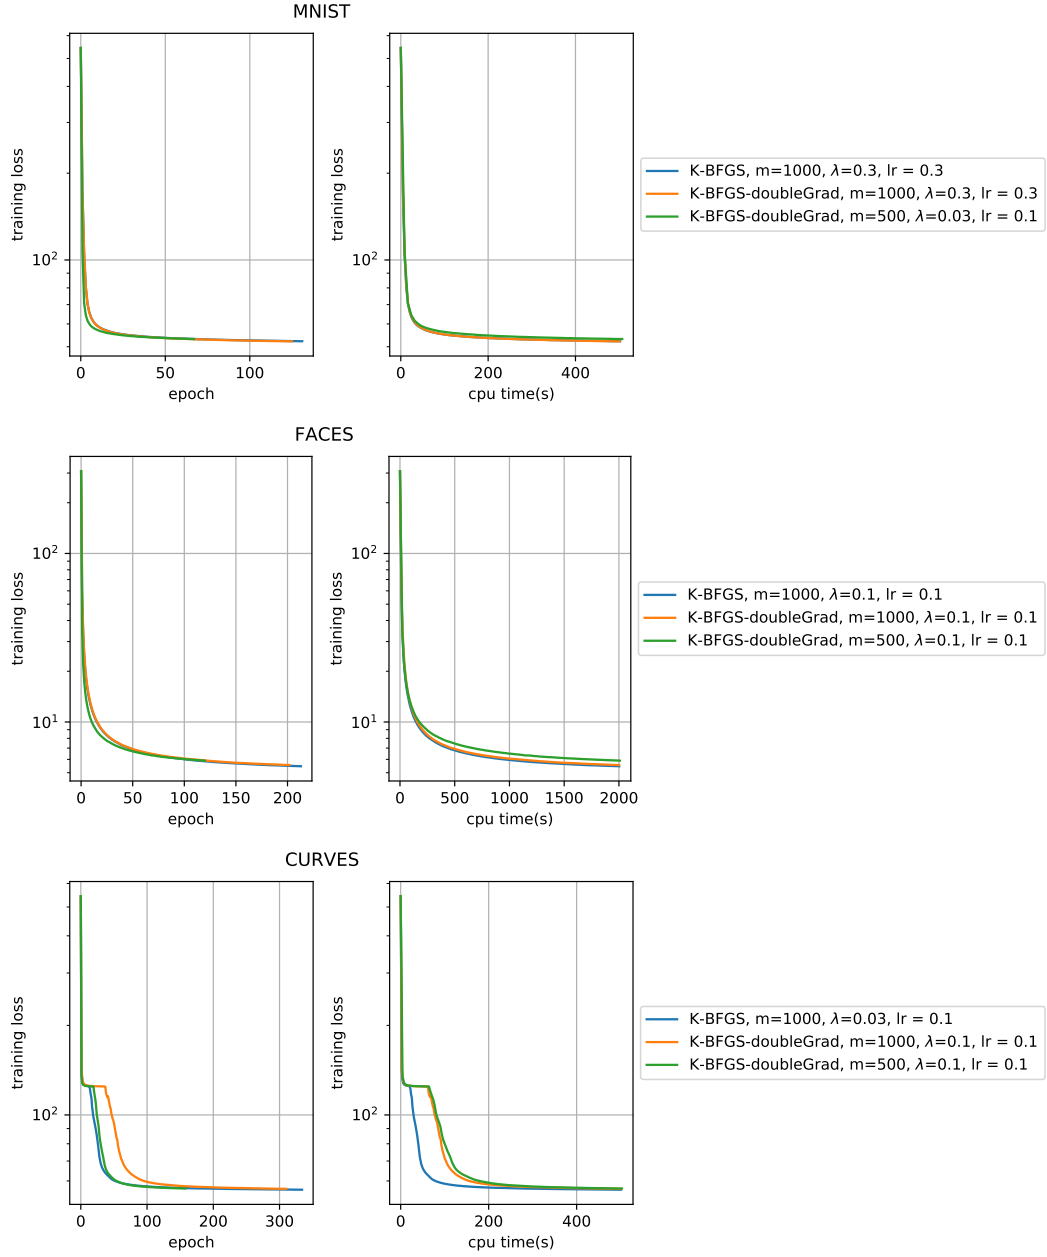 MNIST
training loss
10²
0
50
100
epoch
training loss
10²
0
200
400
cpu time(s)
K-BFGS, m=1000, λ=0.3, lr = 0.3
K-BFGS-doubleGrad, m=1000, λ=0.3, lr = 0.3
K-BFGS-doubleGrad, m=500, λ=0.03, lr = 0.1
FACES
training loss
10²
10¹
0
50
100
150
200
epoch
training loss
10²
10¹
0
500
1000
1500
2000
cpu time(s)
K-BFGS, m=1000, λ=0.1, lr = 0.1
K-BFGS-doubleGrad, m=1000, λ=0.1, lr = 0.1
K-BFGS-doubleGrad, m=500, λ=0.1, lr = 0.1
CURVES
training loss
10²
0
100
200
300
epoch
training loss
10²
0
200
400
cpu time(s)
K-BFGS, m=1000, λ=0.03, lr = 0.1
K-BFGS-doubleGrad, m=1000, λ=0.1, lr = 0.1
K-BFGS-doubleGrad, m=500, λ=0.1, lr = 0.1